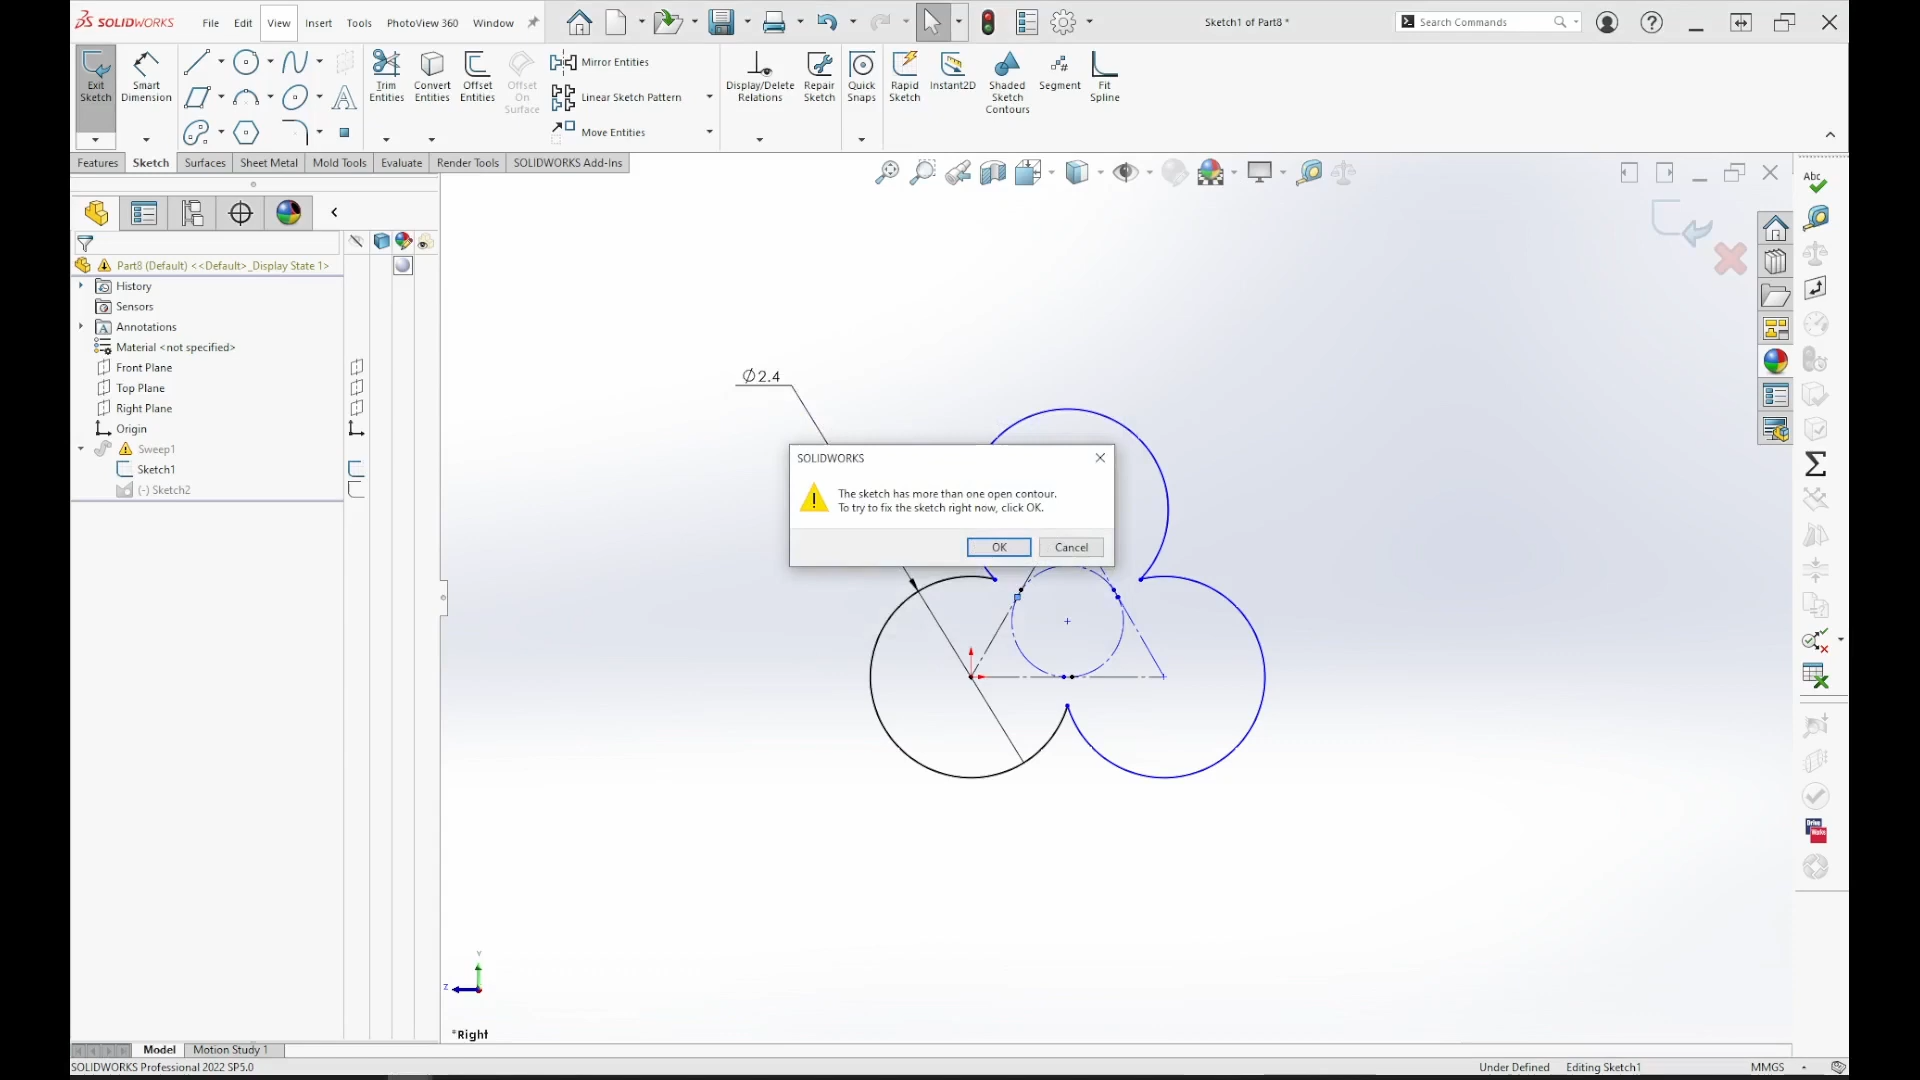 SOLIDWORKS
File
Edit
View
Insert
Tools
PhotoView 360
Window
Sketch1 of Part8 *
Search Commands
Exit Sketch
Smart Dimension
Trim Entities
Convert Entities
Offset Entities
Offset On Surface
Mirror Entities
Linear Sketch Pattern
Move Entities
Display/Delete Relations
Repair Sketch
Quick Snaps
Rapid Sketch
Instant2D
Shaded Sketch Contours
Segment
Fit Spline
Features
Sketch
Surfaces
Sheet Metal
Mold Tools
Evaluate
Render Tools
SOLIDWORKS Add-Ins
Part8 (Default) <<Default>_Display State 1>
History
Sensors
Annotations
Material <not specified>
Front Plane
Top Plane
Right Plane
Origin
Sweep1
Sketch1
(-) Sketch2
Abc
∅2.4
SOLIDWORKS
The sketch has more than one open contour.
To try to fix the sketch right now, click OK.
OK
Cancel
Y
Z
*Right
Model
Motion Study 1
SOLIDWORKS Professional 2022 SP5.0
Under Defined
Editing Sketch1
MMGS